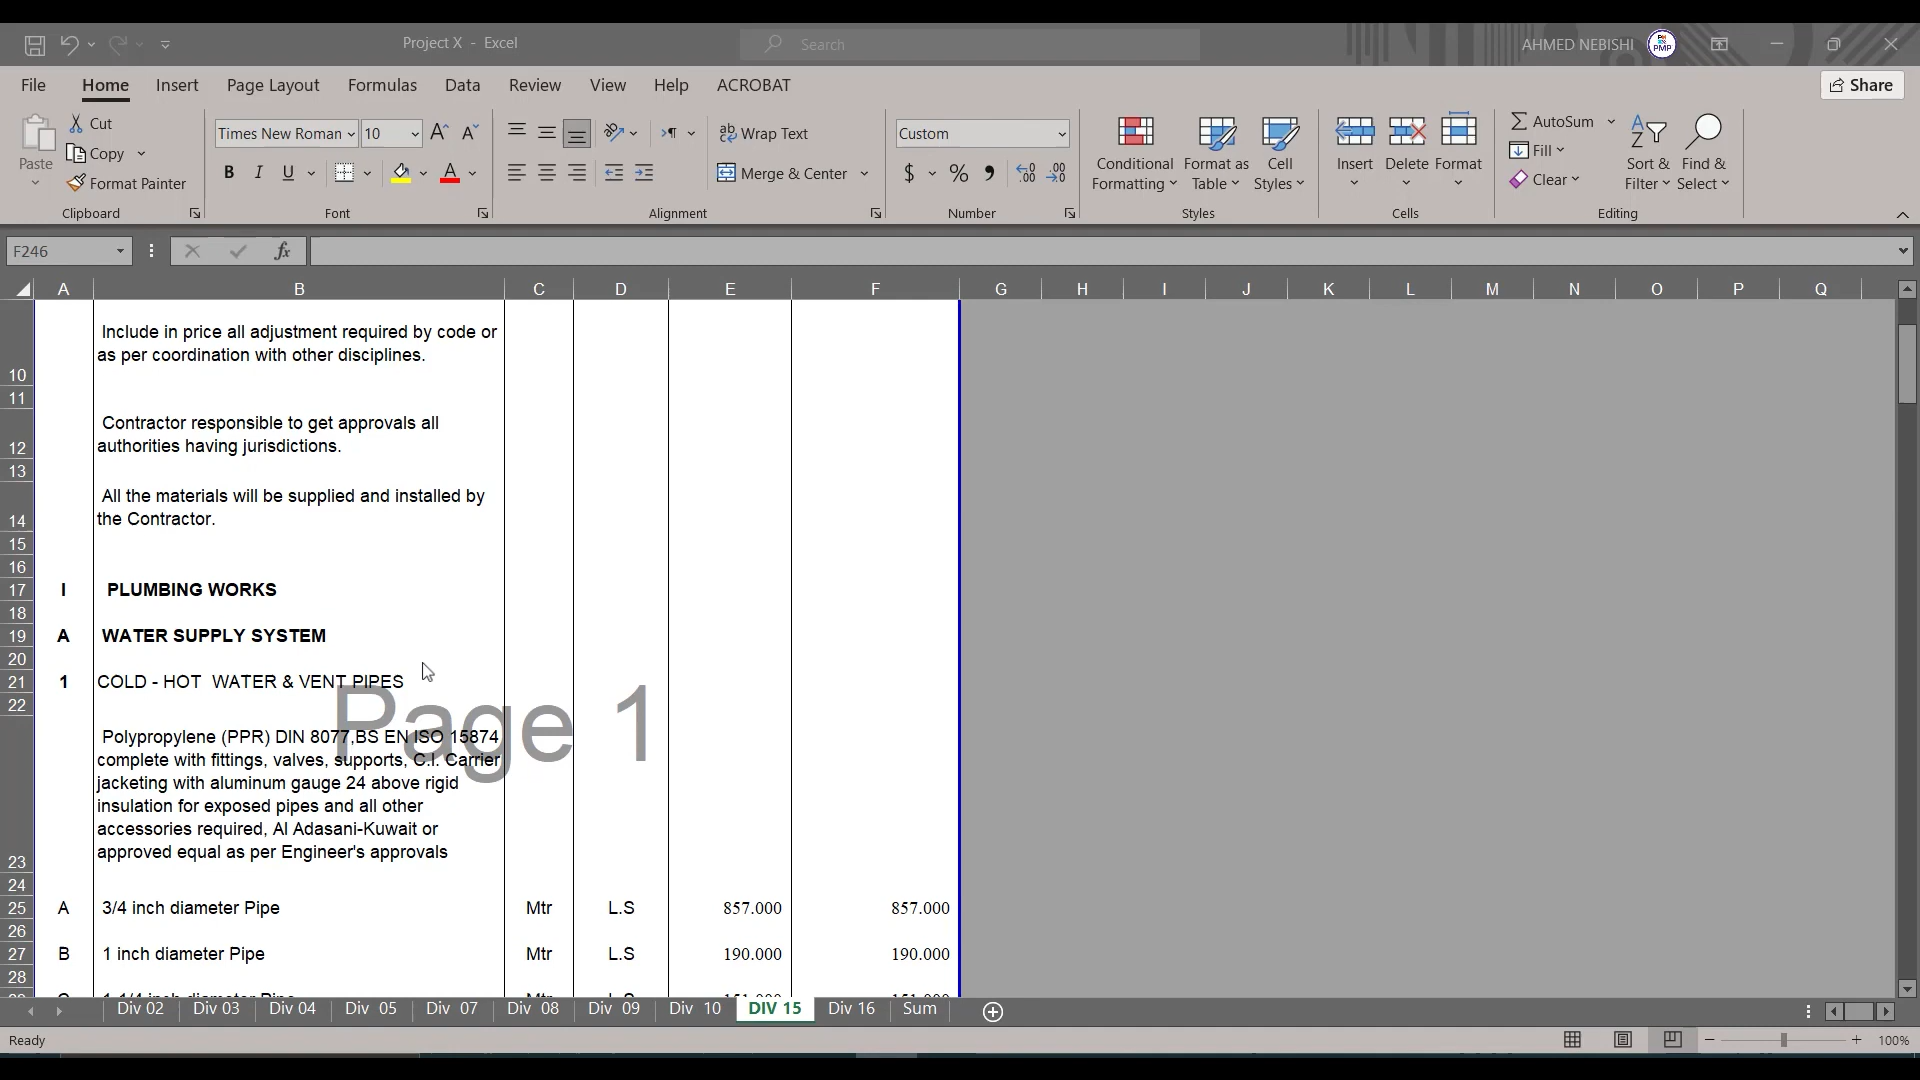 Project X - Excel
Search
AHMED NEBISHI
PMP
File Home Insert Page Layout Formulas Data Review View Help ACROBAT
Share
Paste
Cut
Copy
Format Painter
Clipboard
Times New Roman 10
B I U
Font
Wrap Text
Merge & Center
Alignment
Custom
$ %
Number
Conditional Formatting
Format as Table
Cell Styles
Styles
Insert
Delete
Format
Cells
AutoSum
Fill
Clear
Sort & Filter
Find & Select
Editing
F246
fx
A B C D E F G H I J K L M N O P Q
Include in price all adjustment required by code or
as per coordination with other disciplines.
10
11
Contractor responsible to get approvals all
12 authorities having jurisdictions.
13
All the materials will be supplied and installed by
14 the Contractor.
15
16
17 I PLUMBING WORKS
18
19 A WATER SUPPLY SYSTEM
20
21 1 COLD - HOT WATER & VENT PIPES
22
Page 1
Polypropylene (PPR) DIN 8077,BS EN ISO 15874
complete with fittings, valves, supports, C.I. Carrier
jacketing with aluminum gauge 24 above rigid
insulation for exposed pipes and all other
accessories required, Al Adasani-Kuwait or
23 approved equal as per Engineer's approvals
24
25 A 3/4 inch diameter Pipe Mtr L.S 857.000 857.000
26
27 B 1 inch diameter Pipe Mtr L.S 190.000 190.000
28
Div 02 Div 03 Div 04 Div 05 Div 07 Div 08 Div 09 Div 10 DIV 15 Div 16 Sum
Ready
100%